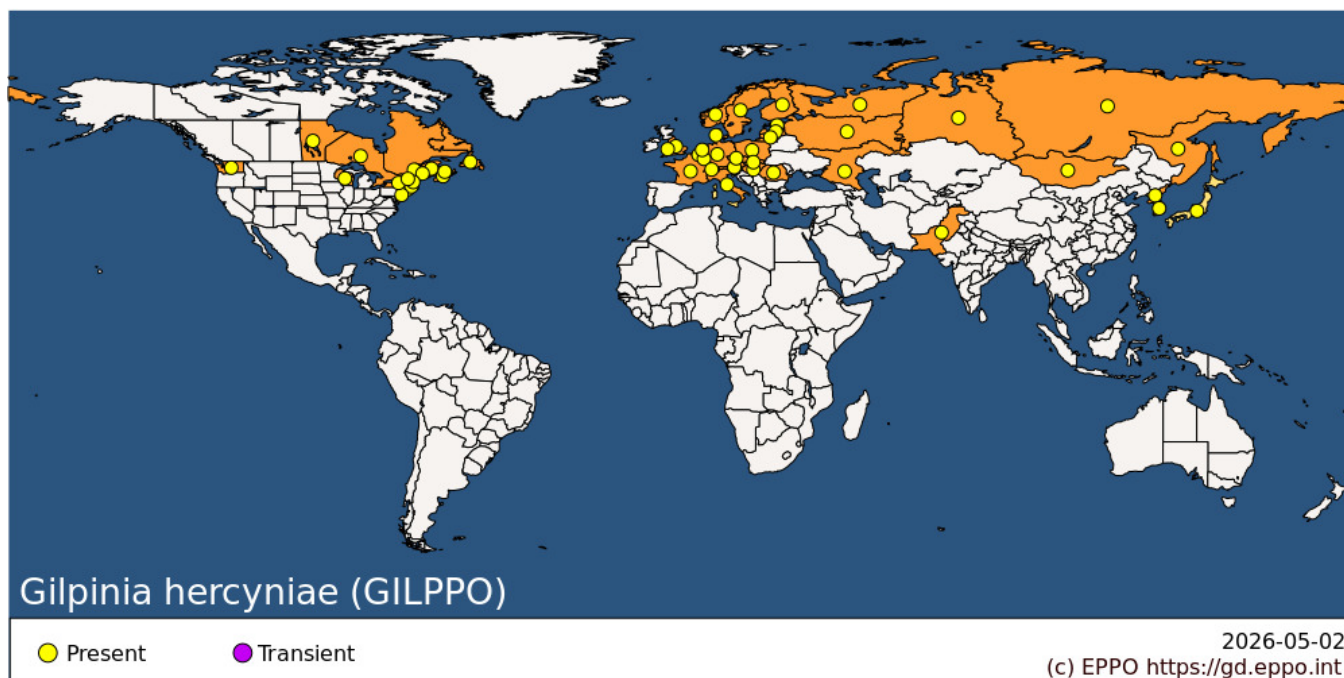 Gilpinia hercyniae (GILPPO)
Present
Transient
2026-05-02
(c) EPPO https://gd.eppo.int